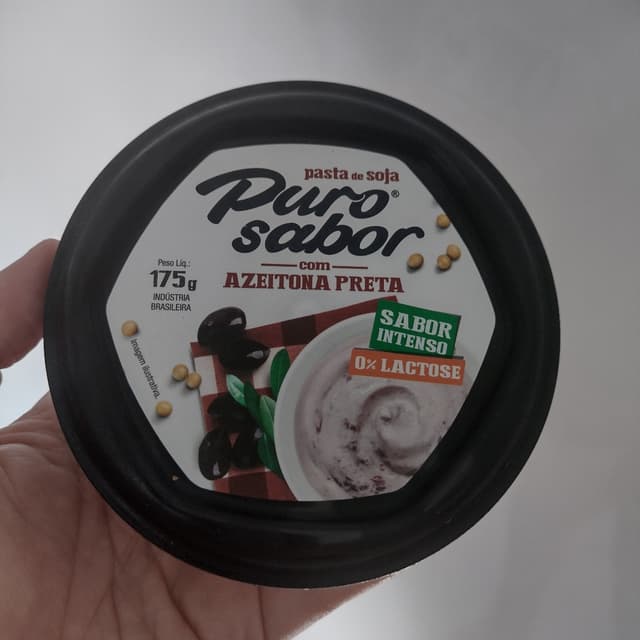 pasta de soja
Puro®
sabor
com
AZEITONA PRETA
Peso Líq.:
175g
INDÚSTRIA
BRASILEIRA
SABOR
INTENSO
0% LACTOSE
Imagem ilustrativa.